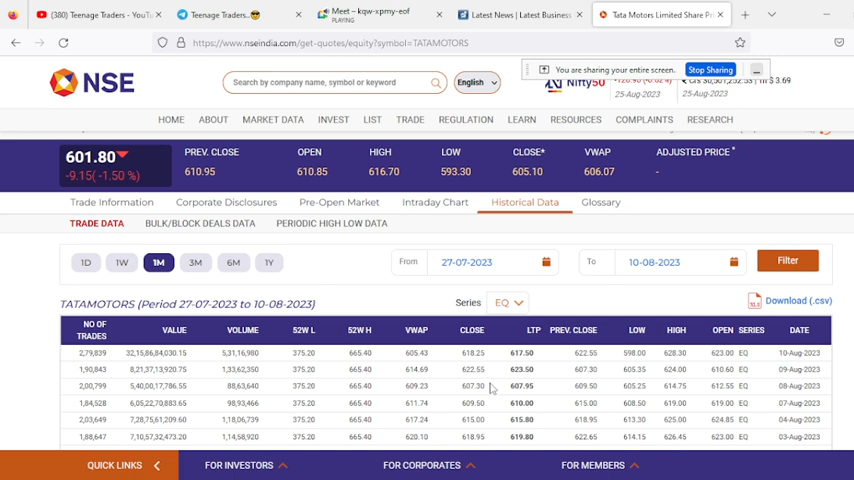 (380) Teenage Traders - YouTub
Teenage Traders..😎
Meet – kqw-xpmy-eof
PLAYING
Latest News | Latest Business
Tata Motors Limited Share Pri
https://www.nseindia.com/get-quotes/equity?symbol=TATAMOTORS
You are sharing your entire screen.
Stop Sharing
NSE
Search by company name, symbol or keyword
English
Nifty50
25-Aug-2023
25-Aug-2023
HOME ABOUT MARKET DATA INVEST LIST TRADE REGULATION LEARN RESOURCES COMPLAINTS RESEARCH
601.80
-9.15( -1.50 %)
PREV. CLOSE OPEN HIGH LOW CLOSE* VWAP ADJUSTED PRICE*
610.95 610.85 616.70 593.30 605.10 606.07 -
Trade Information Corporate Disclosures Pre-Open Market Intraday Chart Historical Data Glossary
TRADE DATA BULK/BLOCK DEALS DATA PERIODIC HIGH LOW DATA
1D 1W 1M 3M 6M 1Y From 27-07-2023 To 10-08-2023 Filter
TATAMOTORS (Period 27-07-2023 to 10-08-2023) Series EQ Download (.csv)
NO OF TRADES VALUE VOLUME 52W L 52W H VWAP CLOSE LTP PREV. CLOSE LOW HIGH OPEN SERIES DATE
2,79,839 32,15,86,84,030.15 5,31,16,980 375.20 665.40 605.43 618.25 617.50 622.55 598.00 628.30 623.00 EQ 10-Aug-2023
1,90,843 8,21,37,13,920.75 1,33,62,350 375.20 665.40 614.69 622.55 623.50 607.30 605.35 624.00 610.60 EQ 09-Aug-2023
2,00,799 5,40,00,17,786.55 88,63,640 375.20 665.40 609.23 607.30 607.95 609.50 605.25 614.75 612.55 EQ 08-Aug-2023
1,84,528 6,05,22,70,883.95 98,93,466 375.20 665.40 611.74 609.50 610.00 615.00 608.50 619.00 619.00 EQ 07-Aug-2023
2,03,649 7,28,75,61,209.60 1,18,06,739 375.20 665.40 617.24 615.00 615.80 618.95 613.30 625.00 624.85 EQ 04-Aug-2023
1,88,647 7,10,57,32,473.20 1,14,58,920 375.20 665.40 620.10 618.95 619.80 622.65 614.15 626.45 623.00 EQ 03-Aug-2023
QUICK LINKS FOR INVESTORS FOR CORPORATES FOR MEMBERS